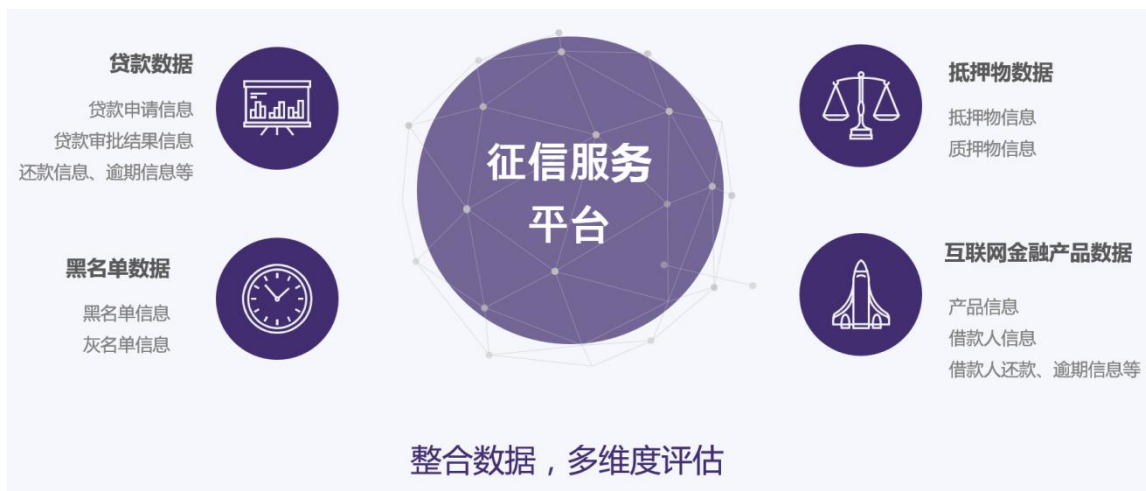 贷款数据
贷款申请信息
贷款审批结果信息
还款信息、逾期信息等
黑名单数据
黑名单信息
灰名单信息
征信服务
平台
抵押物数据
抵押物信息
质押物信息
互联网金融产品数据
产品信息
借款人信息
借款人还款、逾期信息等
整合数据，多维度评估